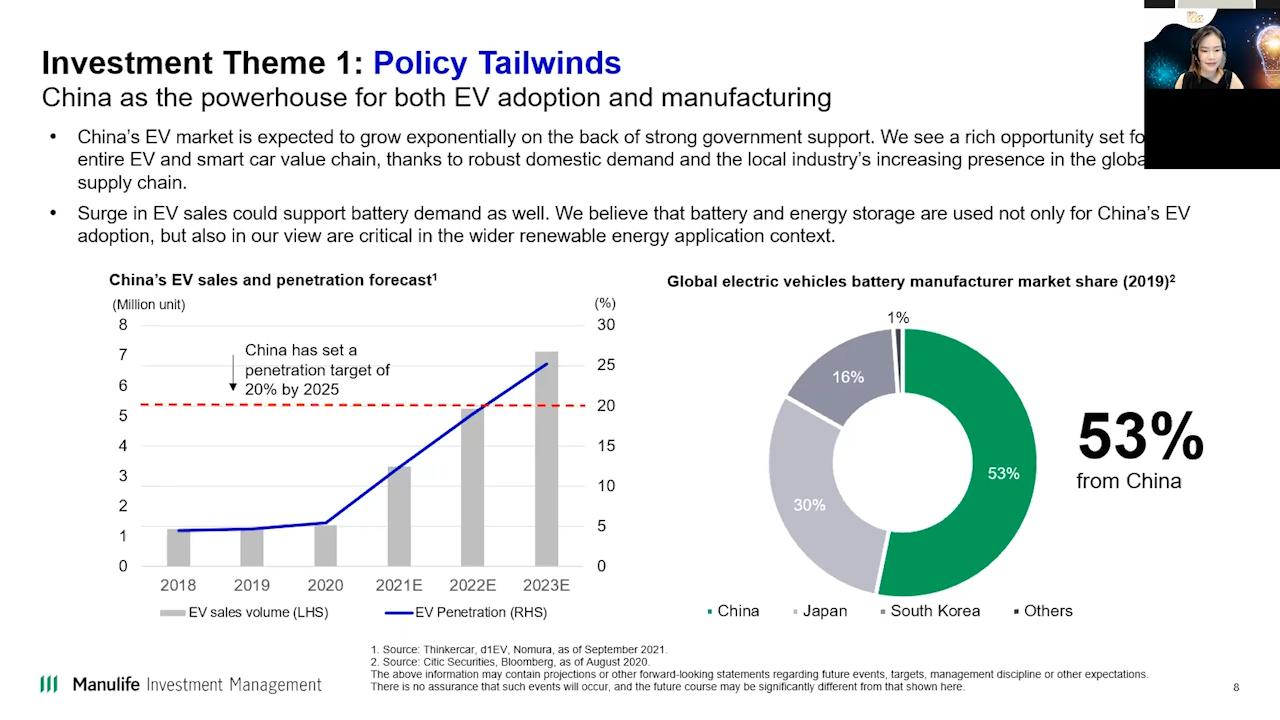 Investment Theme 1: Policy Tailwinds
China as the powerhouse for both EV adoption and manufacturing
• China's EV market is expected to grow exponentially on the back of strong government support. We see a rich opportunity set
entire EV and smart car value chain, thanks to robust domestic demand and the local industry's increasing presence in the
supply chain.
• Surge in EV sales could support battery demand as well. We believe that battery and energy storage are used not only for China's EV
adoption, but also in our view are critical in the wider renewable energy application context.
China's EV sales and penetration forecast1
(Million unit)
(%)
8
7
6
5
4
3
2
1
0
30
25
20
15
10
5
0
China has set a
penetration target of
20% by 2025
2018 2019 2020 2021E 2022E 2023E
EV sales volume (LHS) EV Penetration (RHS)
Global electric vehicles battery manufacturer market share (2019)2
1%
16%
30%
53%
53%
from China
China Japan South Korea Others
1. Source: Thinkercar, d1EV, Nomura, as of September 2021.
2. Source: Citic Securities, Bloomberg, as of August 2020.
The above information may contain projections or other forward-looking statements regarding future events, targets, management discipline or other expectations.
There is no assurance that such events will occur, and the future course may be significantly different from that shown here.
Manulife Investment Management
8